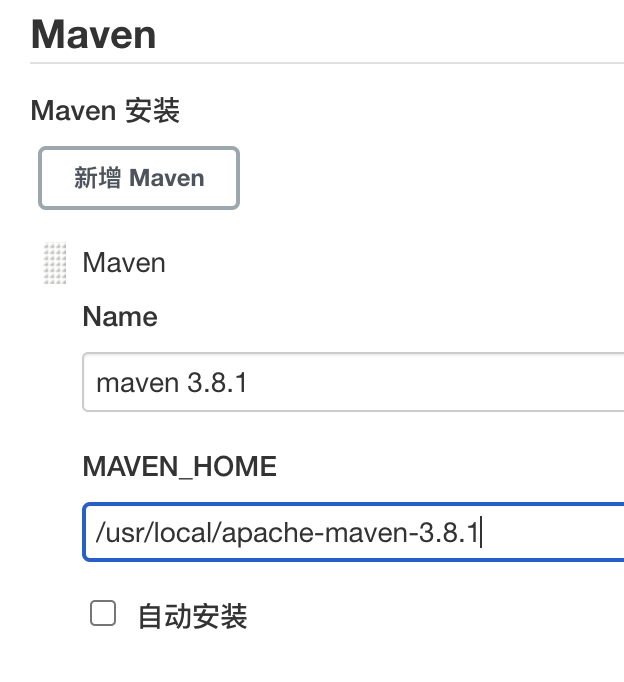 Maven
Maven 安装
新增 Maven
Maven
Name
maven 3.8.1
MAVEN_HOME
/usr/local/apache-maven-3.8.1
自动安装